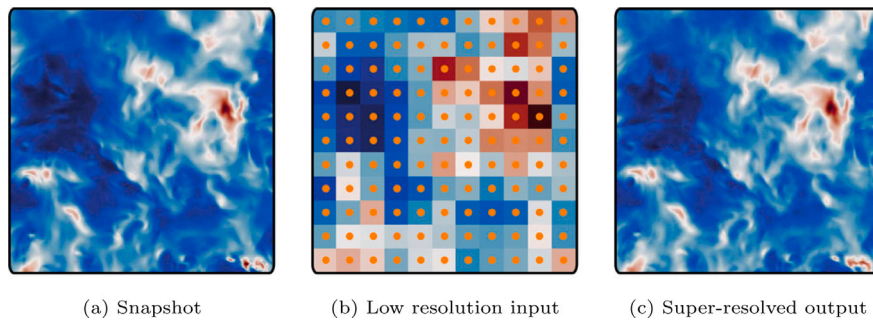 (a) Snapshot
(b) Low resolution input
(c) Super-resolved output